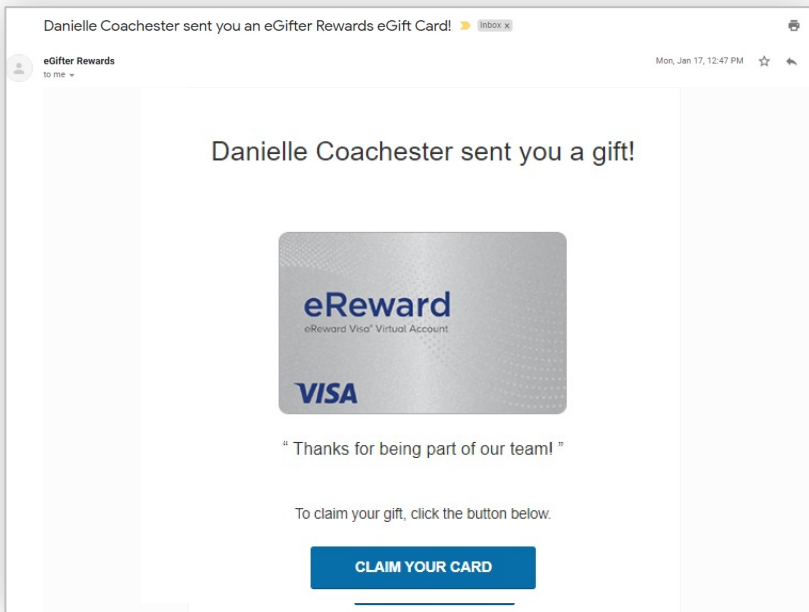 Danielle Coachester sent you an eGifter Rewards eGift Card! Inbox x
eGifter Rewards Mon, Jan 17, 12:47 PM
to me
Danielle Coachester sent you a gift!
eReward
eReward Visa® Virtual Account
VISA
“ Thanks for being part of our team! ”
To claim your gift, click the button below.
CLAIM YOUR CARD